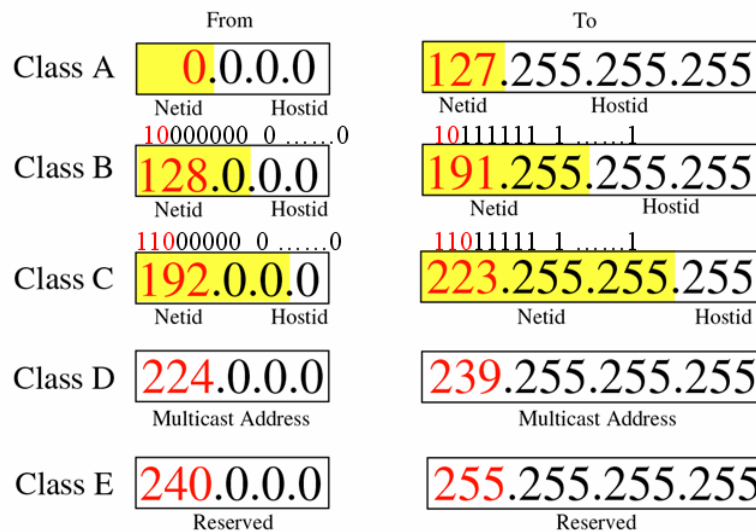 From To
Class A 0.0.0.0 127.255.255.255
Netid Hostid Netid Hostid
10000000 0 ......0 10111111 1 ......1
Class B 128.0.0.0 191.255.255.255
Netid Hostid Netid Hostid
11000000 0 ......0 11011111 1 ......1
Class C 192.0.0.0 223.255.255.255
Netid Hostid Netid Hostid
Class D 224.0.0.0 239.255.255.255
Multicast Address Multicast Address
Class E 240.0.0.0 255.255.255.255
Reserved Reserved